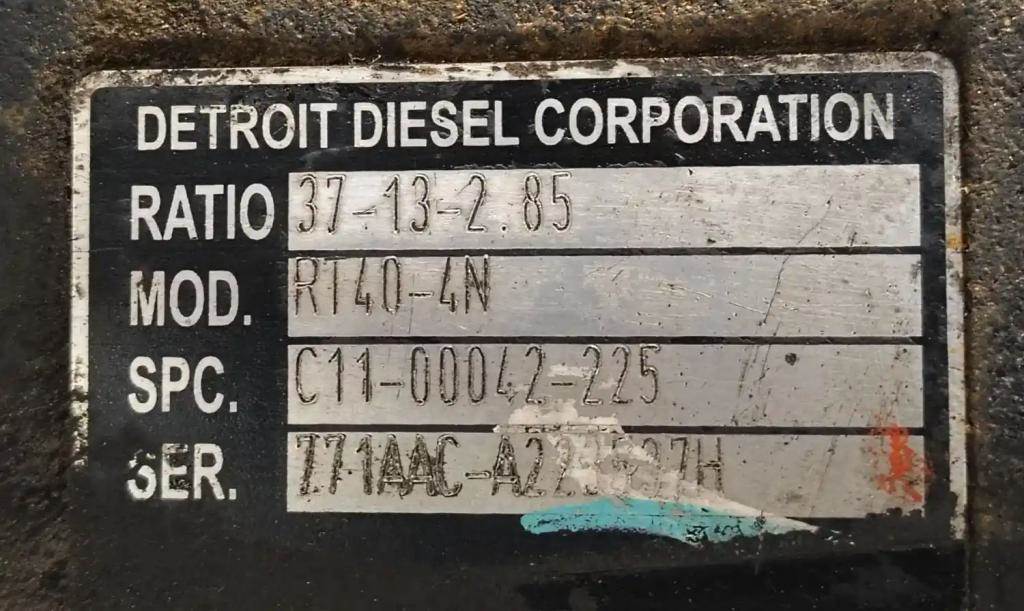 DETROIT DIESEL CORPORATION
RATIO 37-13-2.85
MOD. RT40-4N
SPC. C11-00042-225
SER.